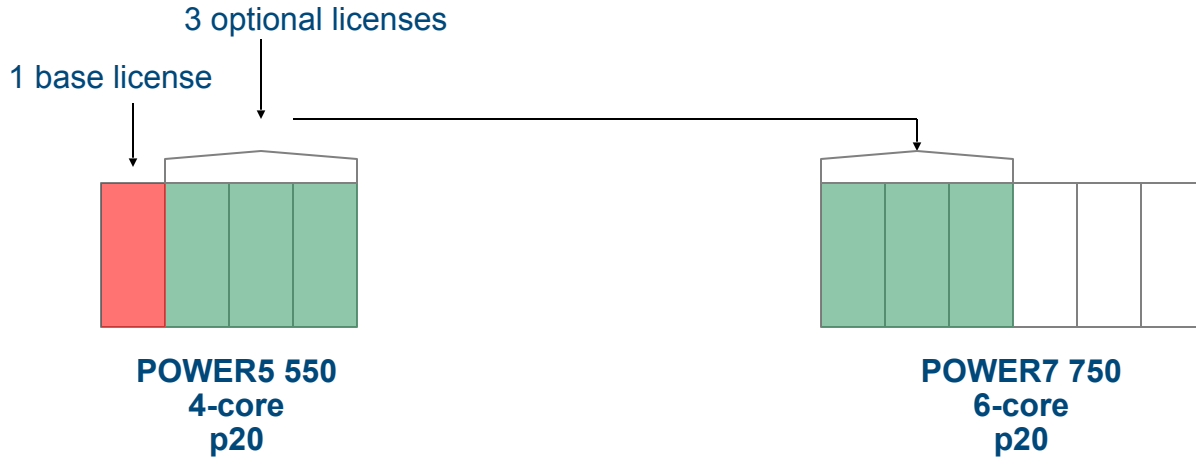 3 optional licenses
1 base license
POWER5 550
4-core
p20
POWER7 750
6-core
p20